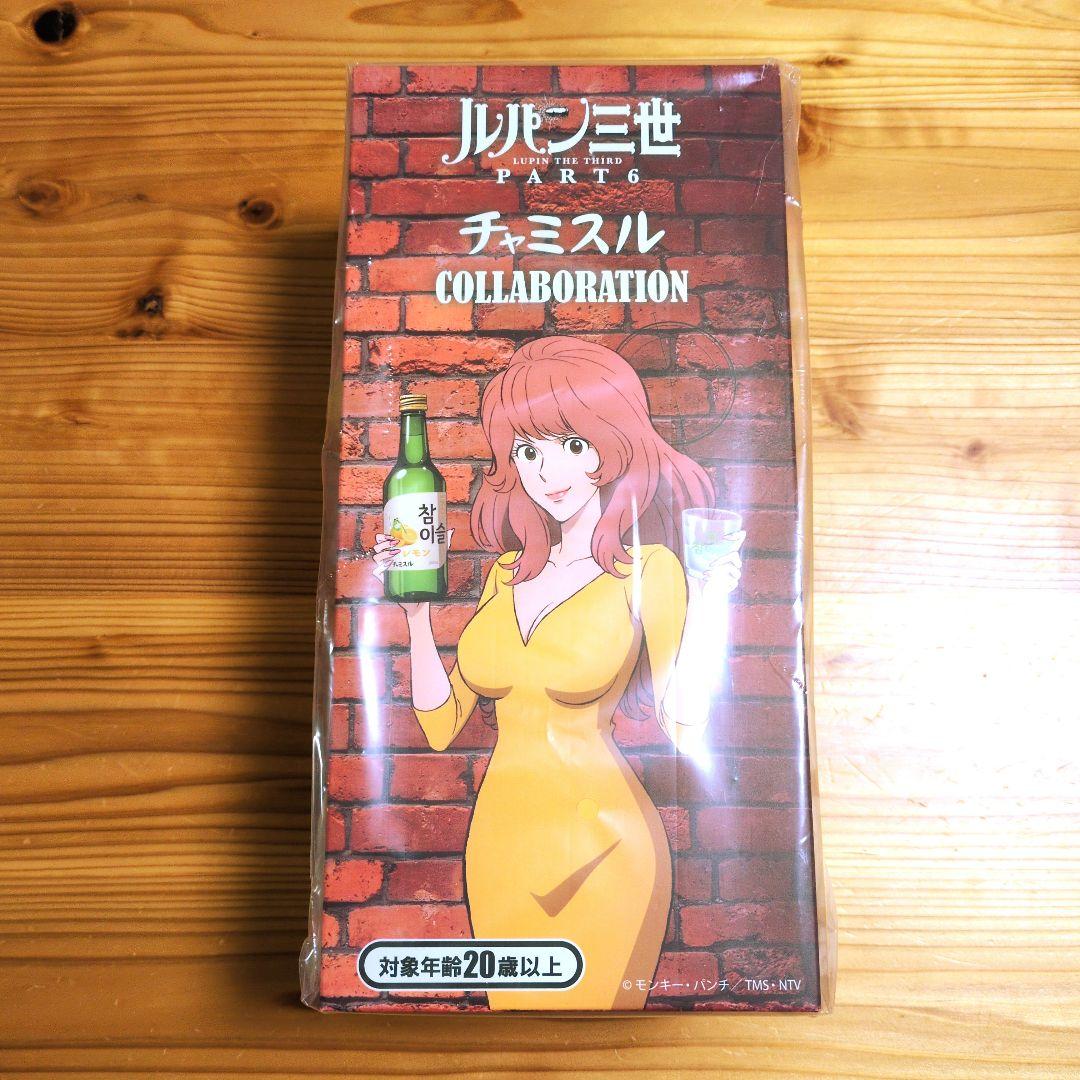 ルパン三世
LUPIN THE THIRD
PART6
チャミスル
COLLABORATION
참
이슬
レモン
チャミスル
対象年齢20歳以上
© モンキー・パンチ／TMS・NTV